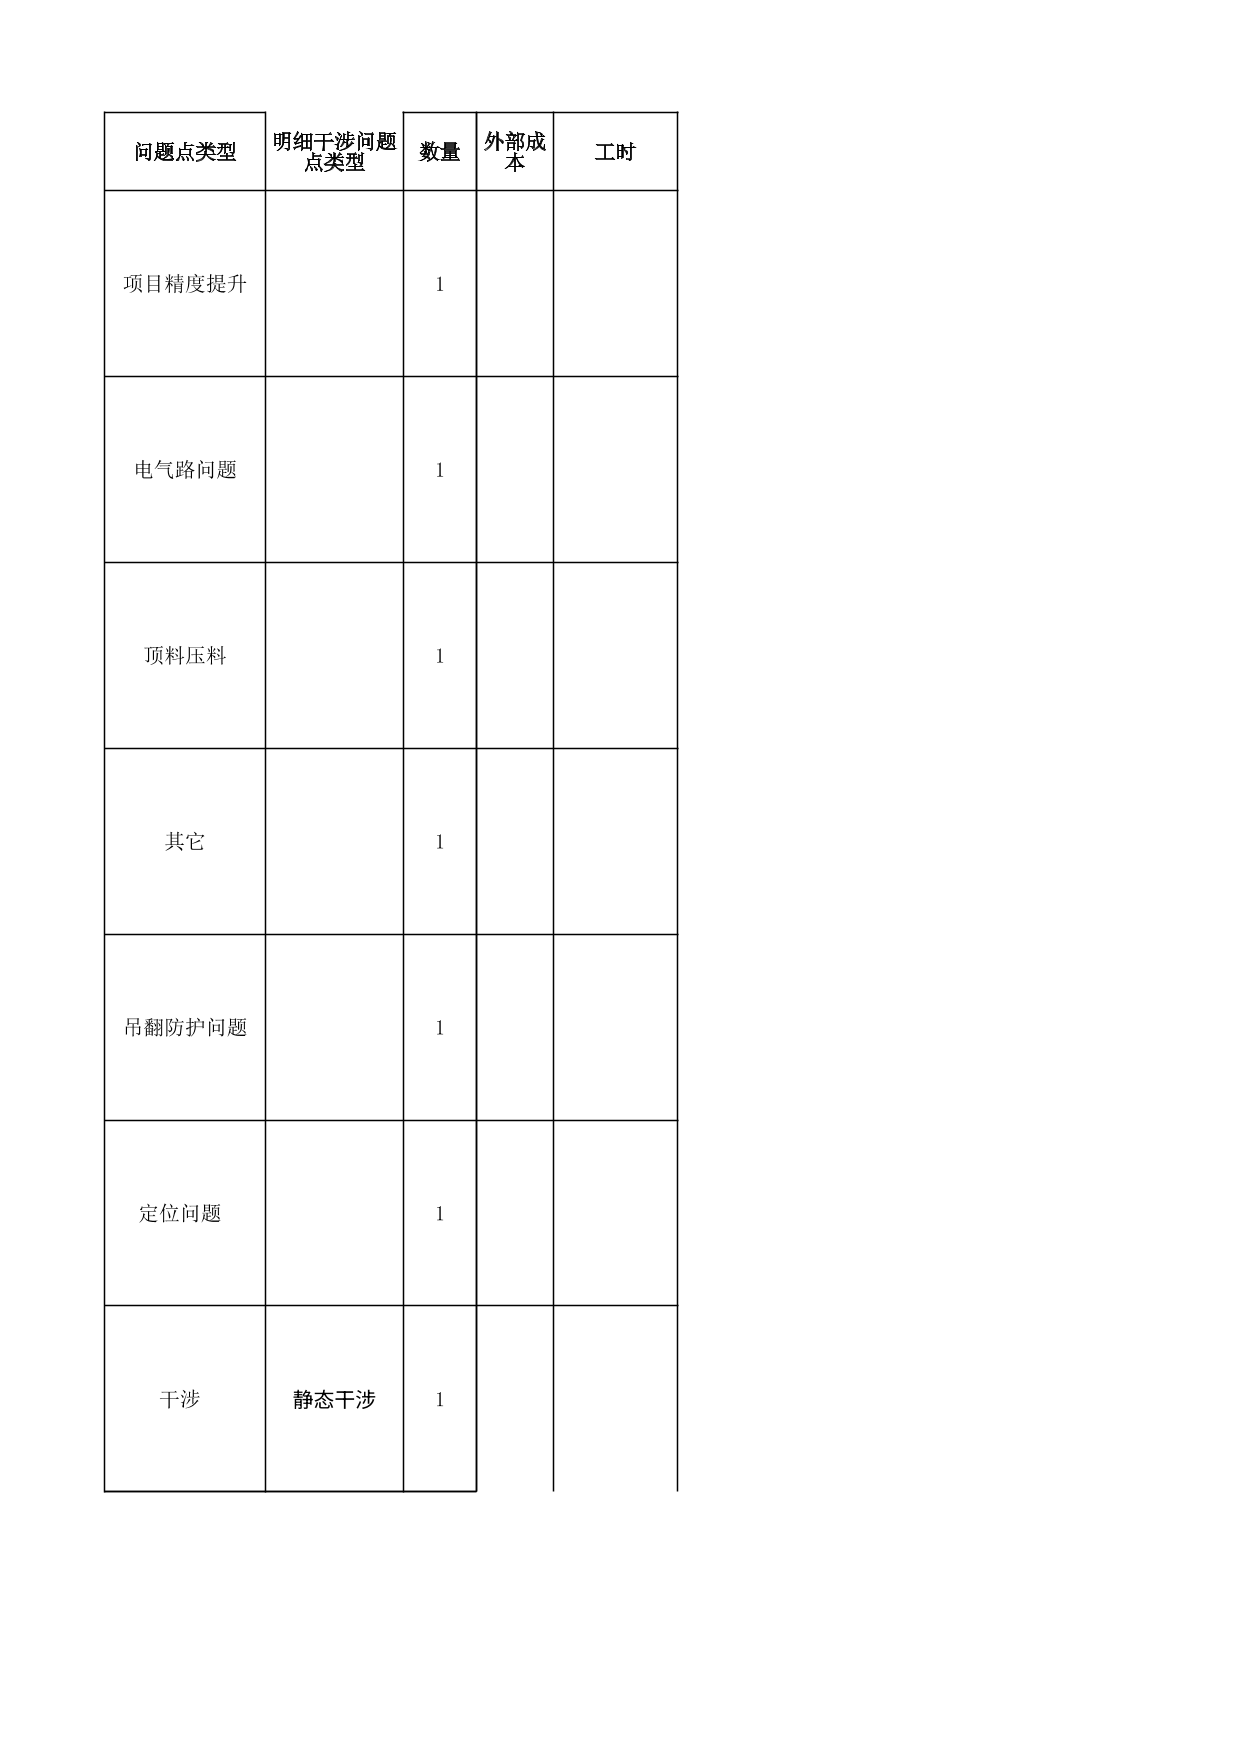 问题点类型 明细干涉问题点类型 数量 外部成本 工时
项目精度提升 1
电气路问题 1
顶料压料 1
其它 1
吊翻防护问题 1
定位问题 1
干涉 静态干涉 1